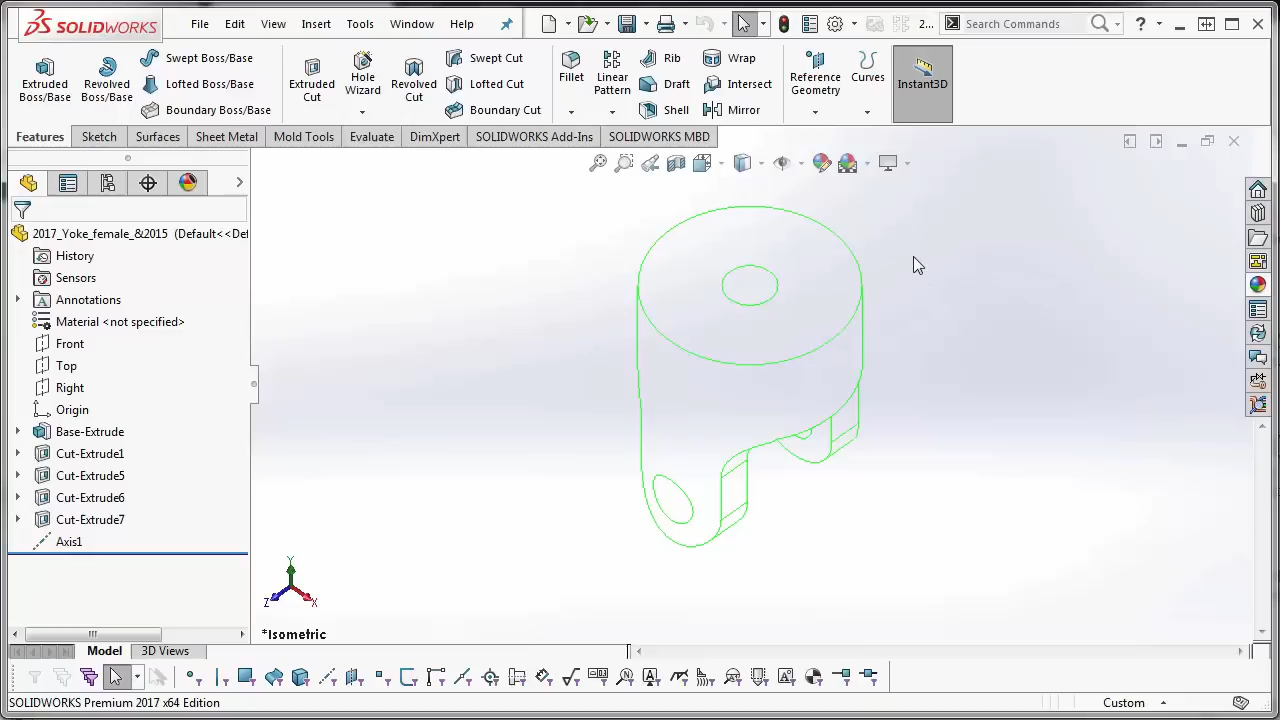 SOLIDWORKS File Edit View Insert Tools Window Help 2... Search Commands
Extruded Boss/Base
Revolved Boss/Base
Swept Boss/Base
Lofted Boss/Base
Boundary Boss/Base
Extruded Cut
Hole Wizard
Revolved Cut
Swept Cut
Lofted Cut
Boundary Cut
Fillet
Linear Pattern
Rib
Draft
Shell
Wrap
Intersect
Mirror
Reference Geometry
Curves
Instant3D
Features Sketch Surfaces Sheet Metal Mold Tools Evaluate DimXpert SOLIDWORKS Add-Ins SOLIDWORKS MBD
2017_Yoke_female_&2015 (Default<<Def
History
Sensors
Annotations
Material <not specified>
Front
Top
Right
Origin
Base-Extrude
Cut-Extrude1
Cut-Extrude5
Cut-Extrude6
Cut-Extrude7
Axis1
Y
Z X
*Isometric
Model 3D Views
SOLIDWORKS Premium 2017 x64 Edition Custom